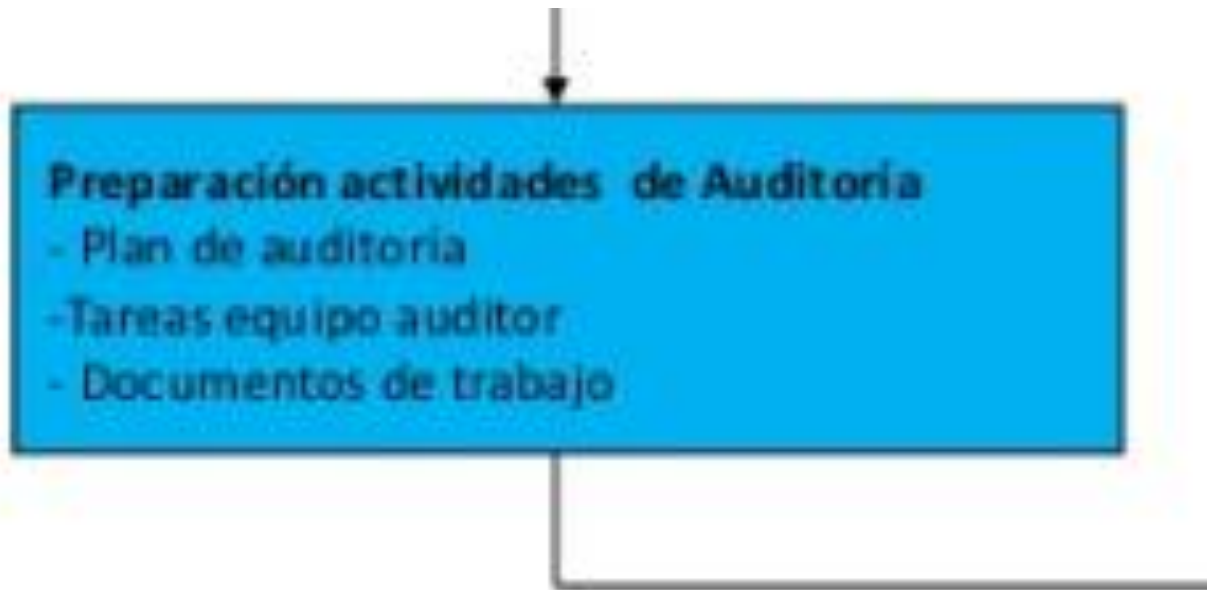 Preparación actividades de Auditoria
- Plan de auditoria
-Tareas equipo auditor
- Documentos de trabajo